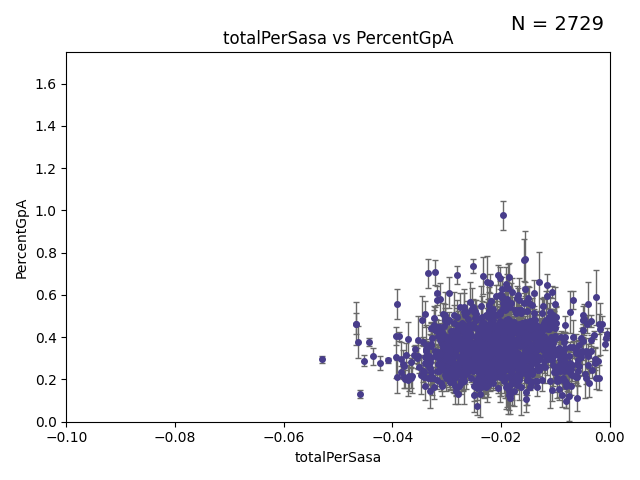 N = 2729
totalPerSasa vs PercentGpA
PercentGpA
1.6
1.4
1.2
1.0
0.8
0.6
0.4
0.2
0.0
−0.10 −0.08 −0.06 −0.04 −0.02 0.00
totalPerSasa